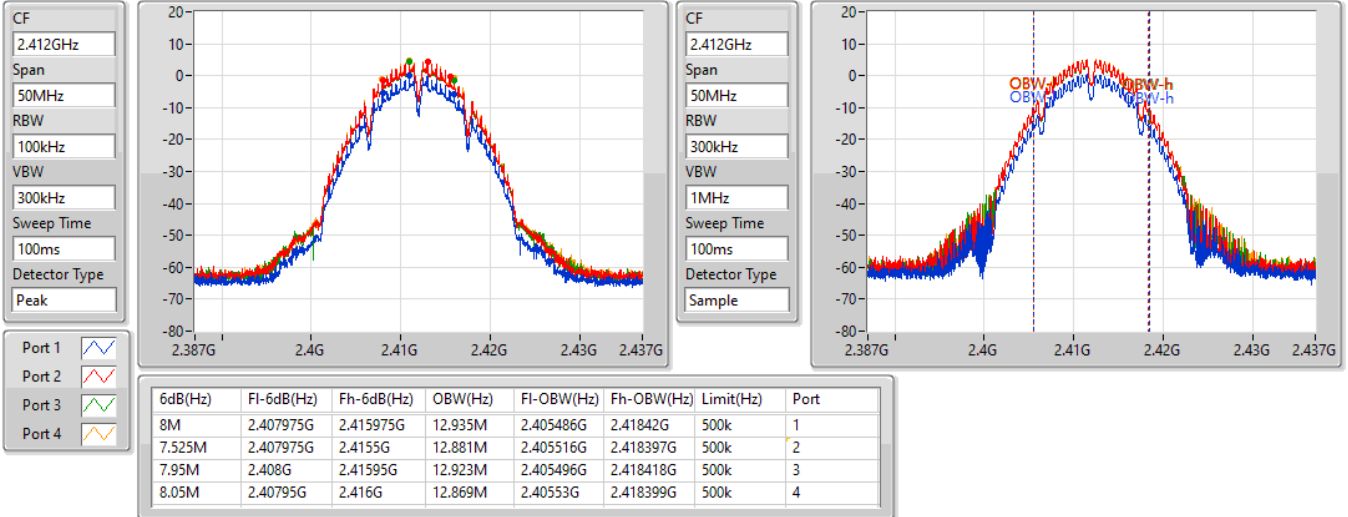 CF
2.412GHz
Span
50MHz
RBW
100kHz
VBW
300kHz
Sweep Time
100ms
Detector Type
Peak
20
10
0
-10
-20
-30
-40
-50
-60
-70
-80
2.387G 2.4G 2.41G 2.42G 2.43G 2.437G
CF
2.412GHz
Span
50MHz
RBW
300kHz
VBW
1MHz
Sweep Time
100ms
Detector Type
Sample
20
10
0
-10
-20
-30
-40
-50
-60
-70
-80
OBW-h
OBW-h
2.387G 2.4G 2.41G 2.42G 2.43G 2.437G
Port 1
Port 2
Port 3
Port 4
6dB(Hz) Fl-6dB(Hz) Fh-6dB(Hz) OBW(Hz) Fl-OBW(Hz) Fh-OBW(Hz) Limit(Hz) Port
8M 2.407975G 2.415975G 12.935M 2.405486G 2.41842G 500k 1
7.525M 2.407975G 2.4155G 12.881M 2.405516G 2.418397G 500k 2
7.95M 2.408G 2.41595G 12.923M 2.405496G 2.418418G 500k 3
8.05M 2.40795G 2.416G 12.869M 2.40553G 2.418399G 500k 4